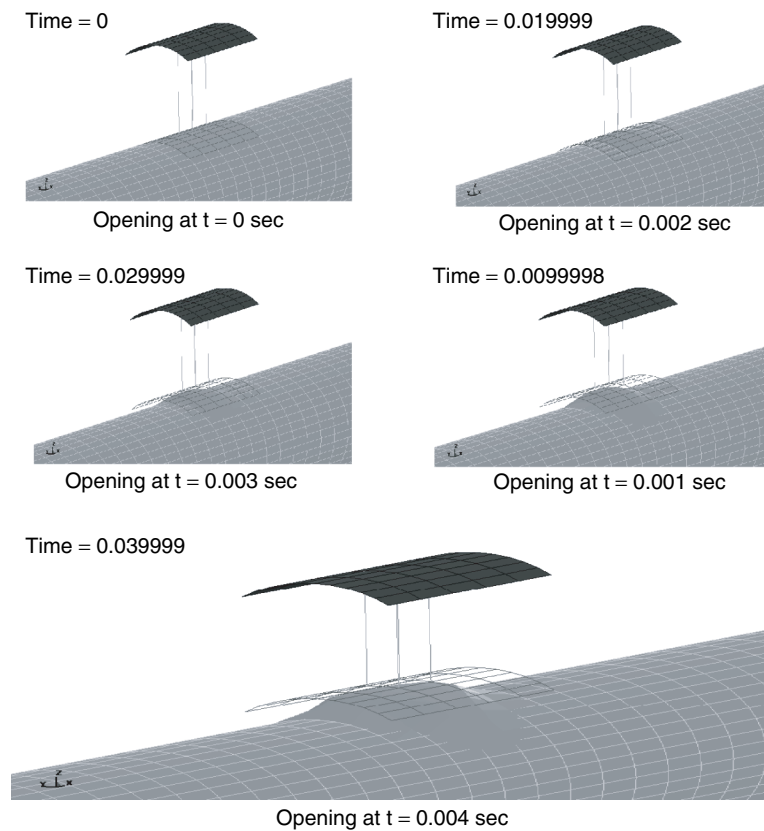 Time = 0
Time = 0.019999
Opening at t = 0 sec
Opening at t = 0.002 sec
Time = 0.029999
Time = 0.0099998
Opening at t = 0.003 sec
Opening at t = 0.001 sec
Time = 0.039999
Opening at t = 0.004 sec